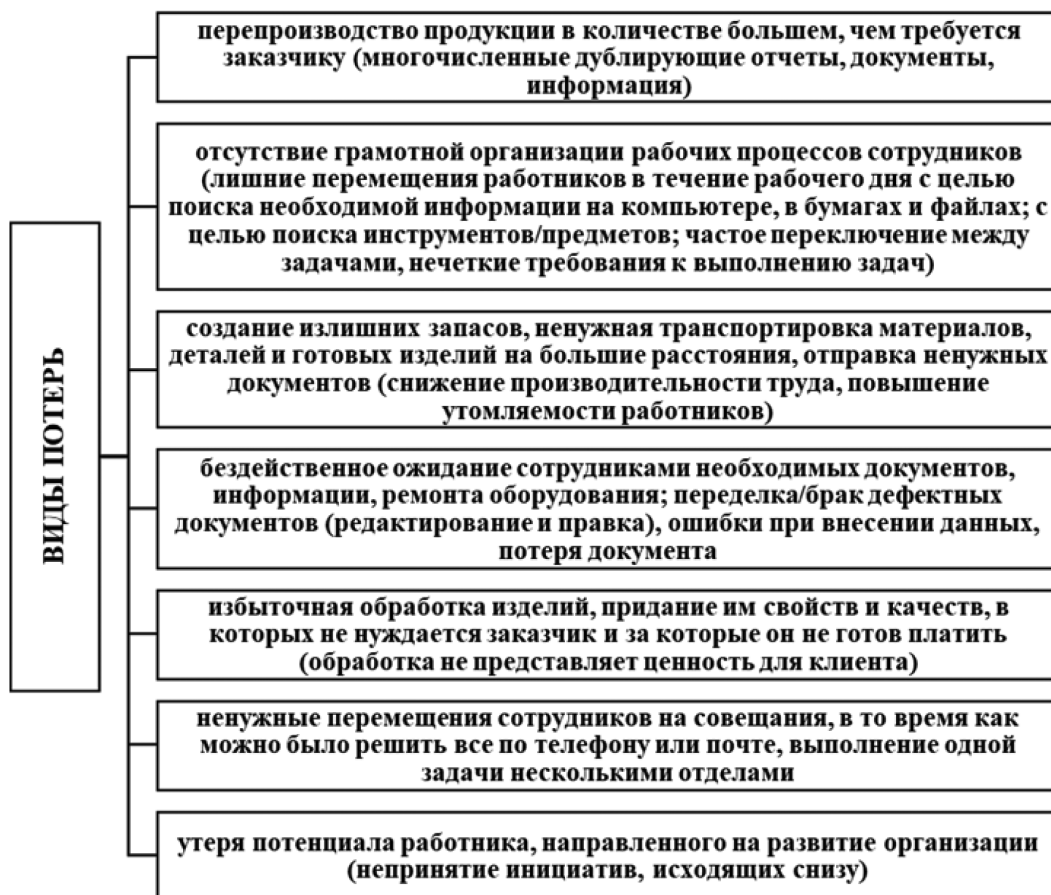 ВИДЫ ПОТЕРЬ
перепроизводство продукции в количестве большем, чем требуется
заказчику (многочисленные дублирующие отчеты, документы,
информация)
отсутствие грамотной организации рабочих процессов сотрудников
(лишние перемещения работников в течение рабочего дня с целью
поиска необходимой информации на компьютере, в бумагах и файлах; с
целью поиска инструментов/предметов; частое переключение между
задачами, нечеткие требования к выполнению задач)
создание излишних запасов, ненужная транспортировка материалов,
деталей и готовых изделий на большие расстояния, отправка ненужных
документов (снижение производительности труда, повышение
утомляемости работников)
бездейственное ожидание сотрудниками необходимых документов,
информации, ремонта оборудования; переделка/брак дефектных
документов (редактирование и правка), ошибки при внесении данных,
потеря документа
избыточная обработка изделий, придание им свойств и качеств, в
которых не нуждается заказчик и за которые он не готов платить
(обработка не представляет ценность для клиента)
ненужные перемещения сотрудников на совещания, в то время как
можно было решить все по телефону или почте, выполнение одной
задачи несколькими отделами
утеря потенциала работника, направленного на развитие организации
(непринятие инициатив, исходящих снизу)